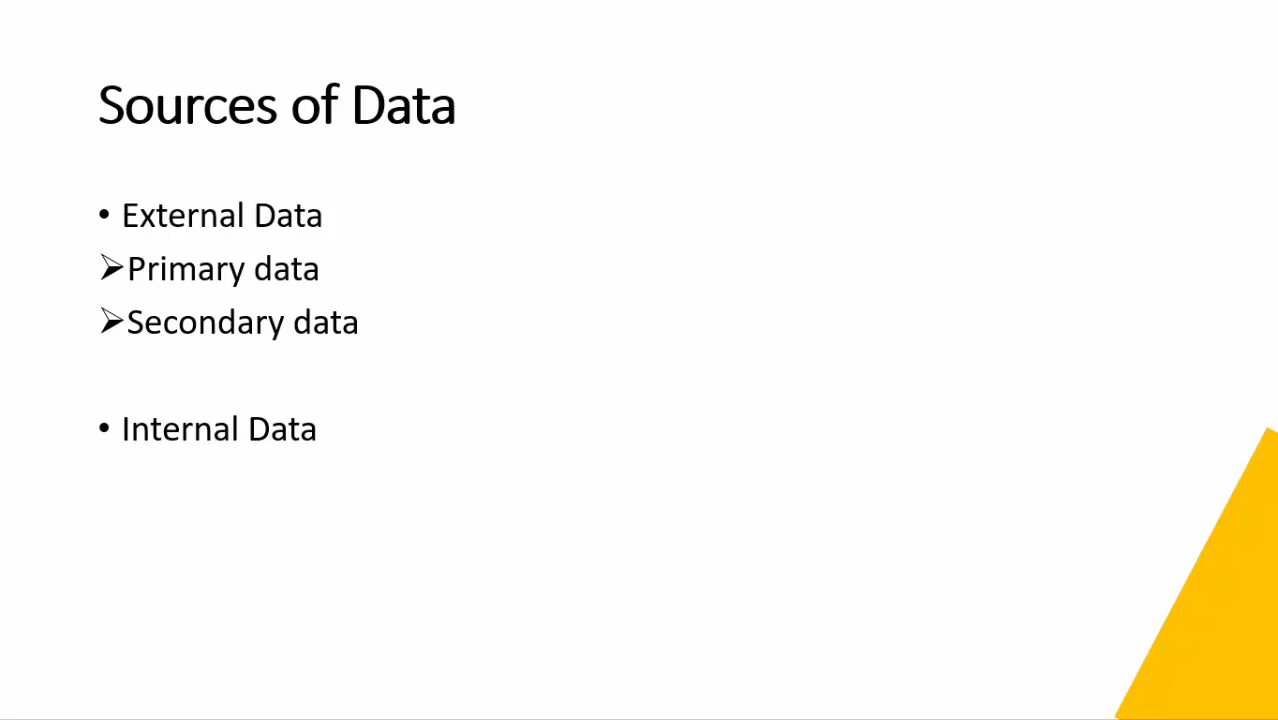 Sources of Data
• External Data
➢Primary data
➢Secondary data
• Internal Data